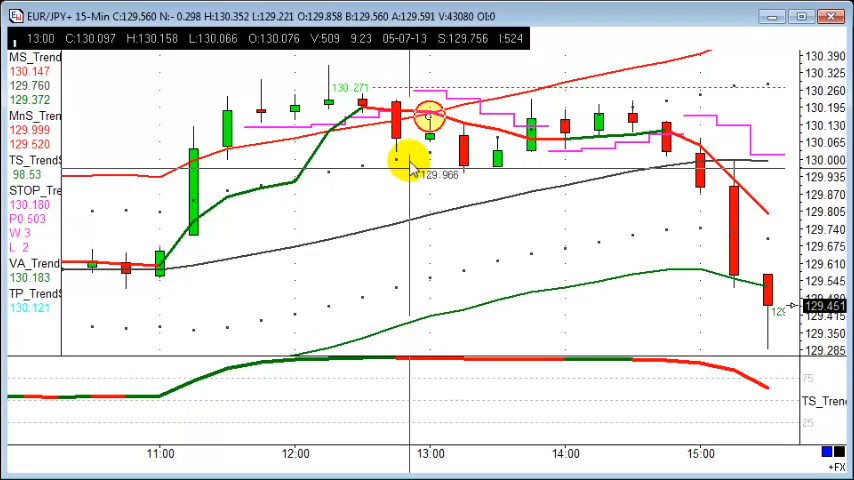 EUR/JPY+ 15-Min C:129.560 N:- 0.298 H:130.352 L:129.221 O:129.858 B:129.560 A:129.591 V:43080 OI:0
13:00 C:130.097 H:130.158 L:130.066 O:130.076 V:509 9:23 05-07-13 S:129.756 I:524
MS_Trend
130.147
129.760
129.372
MnS_Tren
129.999
129.520
TS_TrendS
98.53
STOP_Tre
130.180
P0.503
W 3
L 2
VA_Trend
130.183
TP_TrendS
130.121
130.271
129.966
130.390
130.325
130.260
130.195
130.130
130.065
130.000
129.935
129.870
129.805
129.740
129.675
129.610
129.545
129.451
129.415
129.350
129.285
75
25
TS_Trend
11:00
12:00
13:00
14:00
15:00
+FX